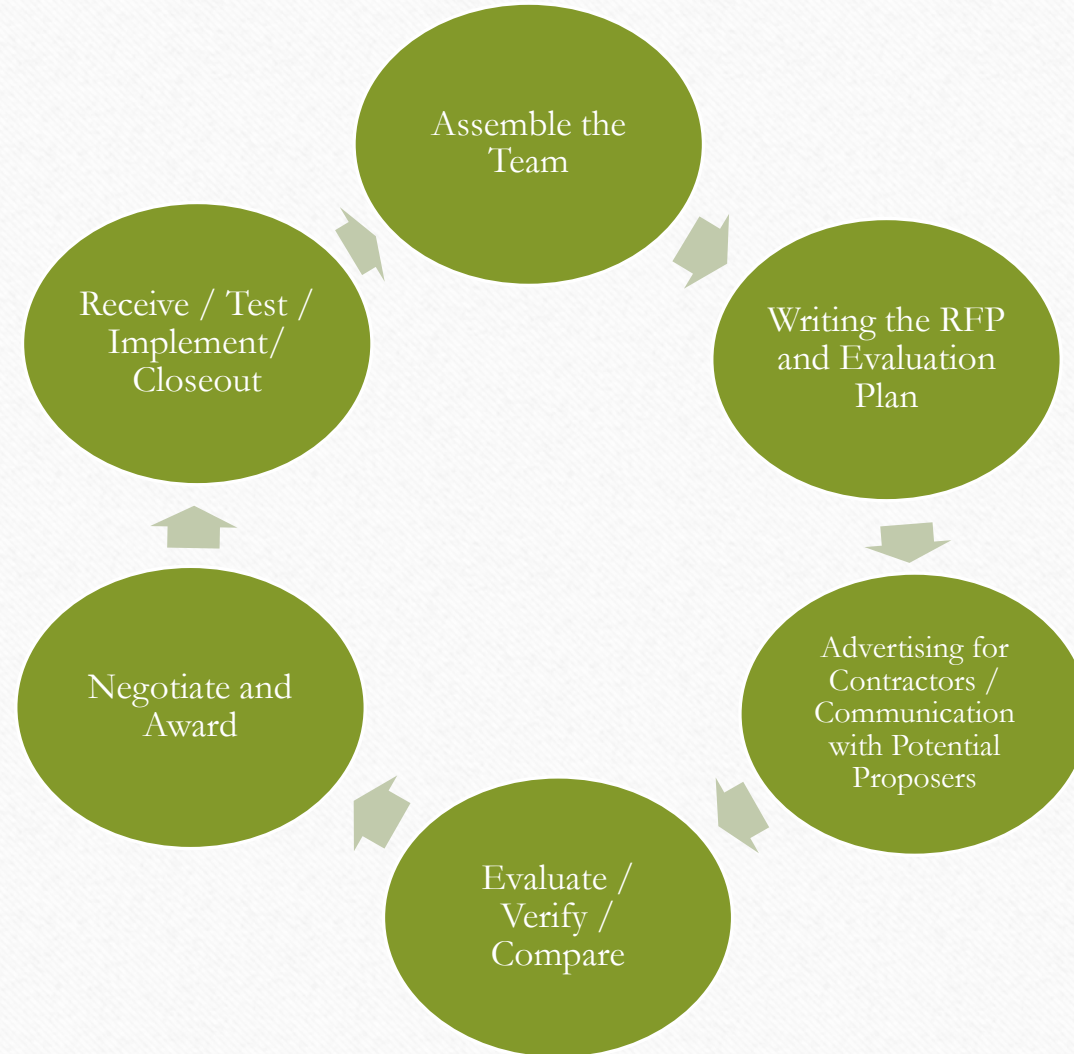 Assemble the
Team
Writing the RFP
and Evaluation
Plan
Advertising for
Contractors /
Communication
with Potential
Proposers
Evaluate /
Verify /
Compare
Negotiate and
Award
Receive / Test /
Implement/
Closeout